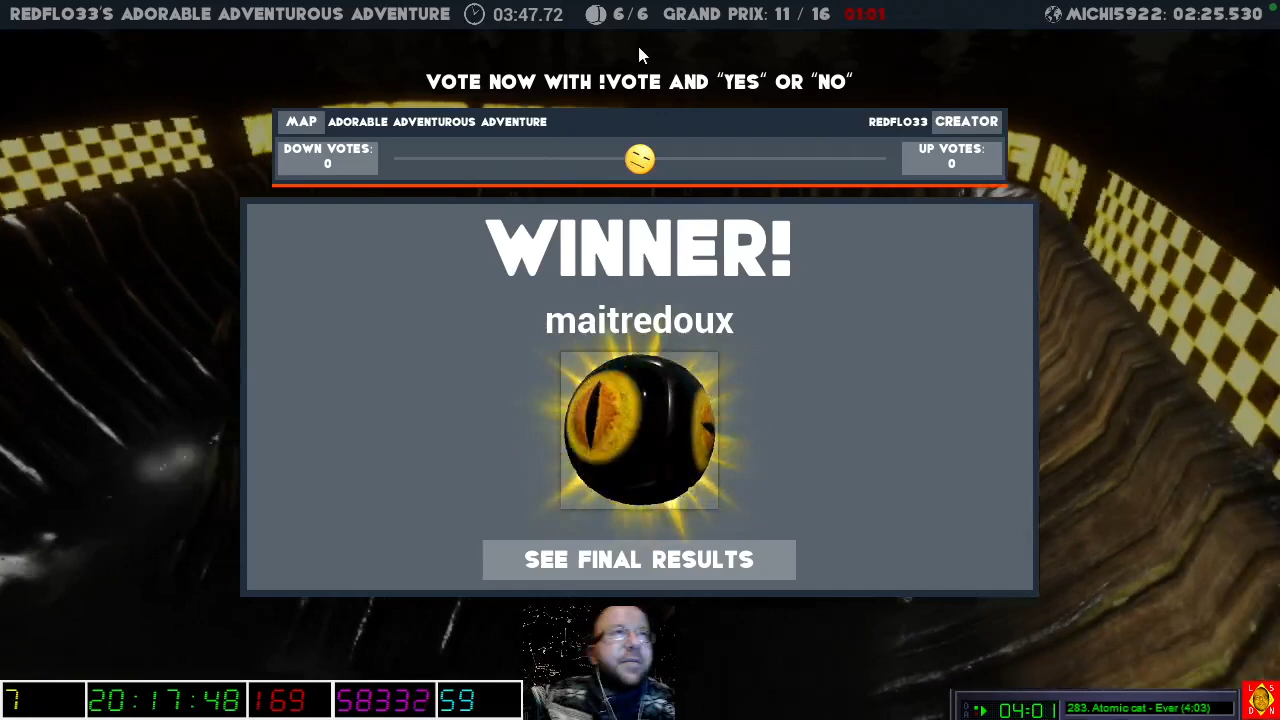 REDFLO33'S ADORABLE ADVENTUROUS ADVENTURE 03:47.72 6/6 GRAND PRIX: 11 / 16 01:01 MICHI5922: 02:25.530
VOTE NOW WITH !VOTE AND "YES" OR "NO"
MAP ADORABLE ADVENTUROUS ADVENTURE REDFLO33 CREATOR
DOWN VOTES: 0
UP VOTES: 0
WINNER!
maitredoux
SEE FINAL RESULTS
7 20:17:48 169 58332 59
04:01 283. Atomic cat - Ever (4:03)